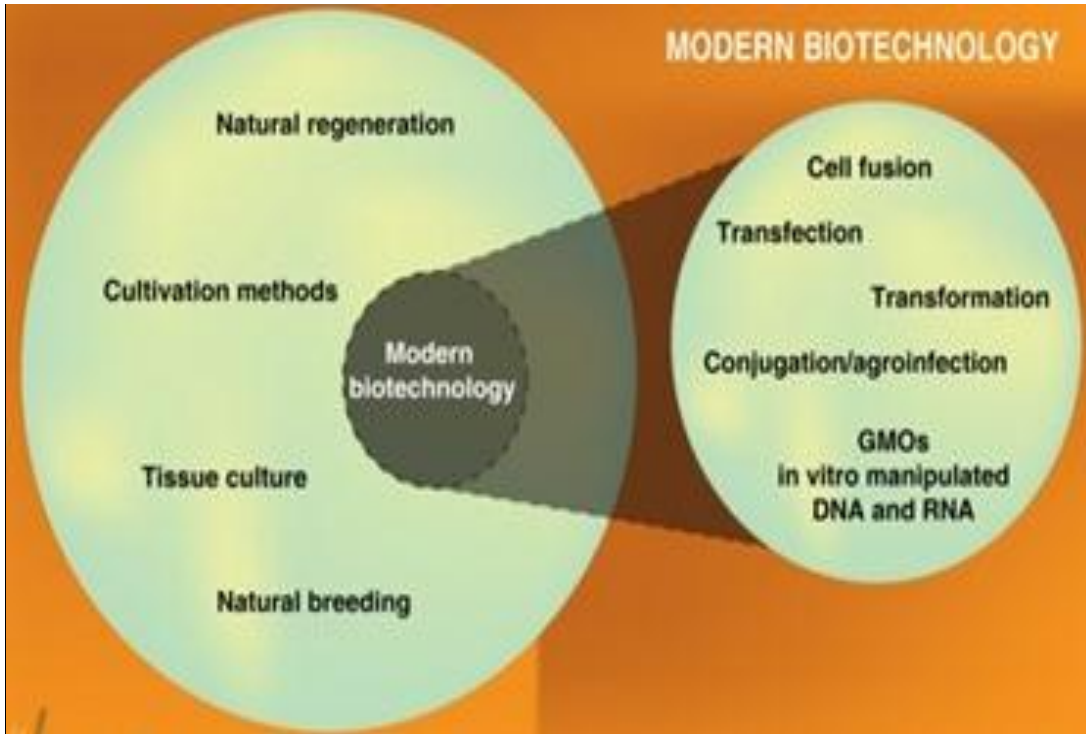 MODERN BIOTECHNOLOGY
Natural regeneration
Cultivation methods
Modern
biotechnology
Tissue culture
Natural breeding
Cell fusion
Transfection
Transformation
Conjugation/agroinfection
GMOs
in vitro manipulated
DNA and RNA